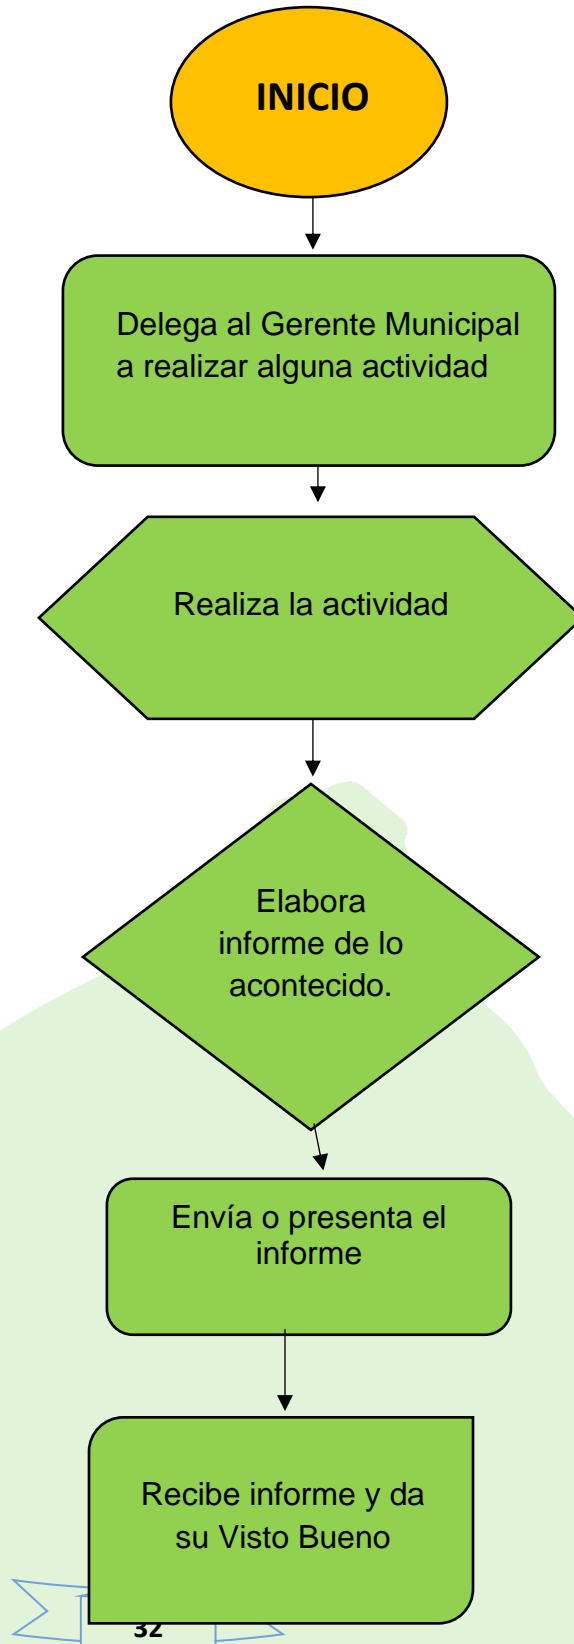 INICIO
Delega al Gerente Municipal
a realizar alguna actividad
Realiza la actividad
Elabora
informe de lo
acontecido.
Envía o presenta el
informe
Recibe informe y da
su Visto Bueno
32